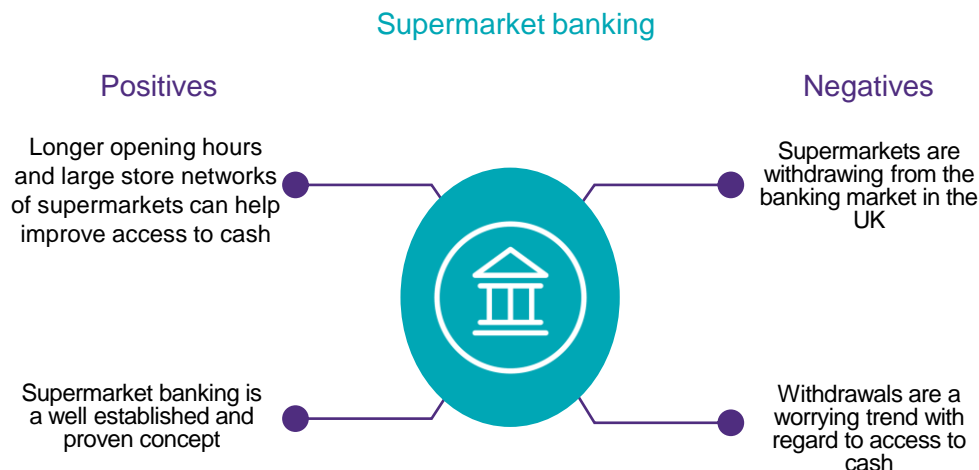 Supermarket banking
Positives
Longer opening hours
and large store networks
of supermarkets can help
improve access to cash
Supermarket banking is
a well established and
proven concept
Negatives
Supermarkets are
withdrawing from the
banking market in the
UK
Withdrawals are a
worrying trend with
regard to access to
cash